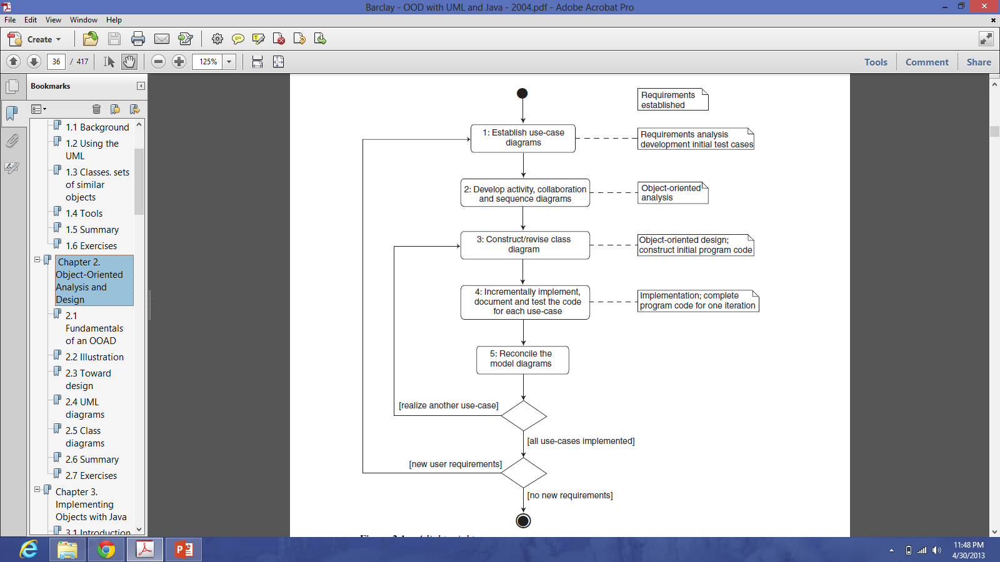 Barclay - OOD with UML and Java - 2004.pdf - Adobe Acrobat Pro
File Edit View Window Help
Create
36 / 417
125%
Tools Comment Share
Bookmarks
1.1 Background
1.2 Using the
UML
1.3 Classes. sets
of similar
objects
1.4 Tools
1.5 Summary
1.6 Exercises
Chapter 2.
Object-Oriented
Analysis and
Design
2.1
Fundamentals
of an OOAD
2.2 Illustration
2.3 Toward
design
2.4 UML
diagrams
2.5 Class
diagrams
2.6 Summary
2.7 Exercises
Chapter 3.
Implementing
Objects with Java
3.1 Introduction
Requirements
established
1: Establish use-case
diagrams
Requirements analysis
development initial test cases
2: Develop activity, collaboration
and sequence diagrams
Object-oriented
analysis
3: Construct/revise class
diagram
Object-oriented design;
construct initial program code
4: Incrementally implement,
document and test the code
for each use-case
Implementation; complete
program code for one iteration
5: Reconcile the
model diagrams
[realize another use-case]
[all use-cases implemented]
[new user requirements]
[no new requirements]
11:48 PM
4/30/2013